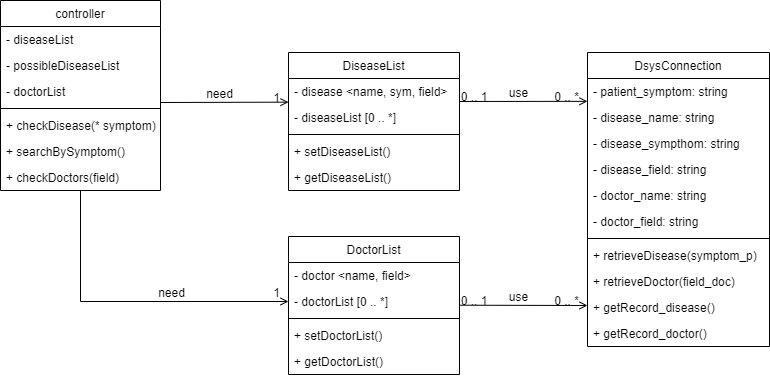 controller
- diseaseList
- possibleDiseaseList
- doctorList
+ checkDisease(* symptom)
+ searchBySymptom()
+ checkDoctors(field)
need
1
DiseaseList
- disease <name, sym, field>
- diseaseList [0 .. *]
+ setDiseaseList()
+ getDiseaseList()
0 .. 1
use
0 .. *
DsysConnection
- patient_symptom: string
- disease_name: string
- disease_sympthom: string
- disease_field: string
- doctor_name: string
- doctor_field: string
+ retrieveDisease(symptom_p)
+ retrieveDoctor(field_doc)
+ getRecord_disease()
+ getRecord_doctor()
need
1
DoctorList
- doctor <name, field>
- doctorList [0 .. *]
+ setDoctorList()
+ getDoctorList()
0 .. 1
use
0 .. *